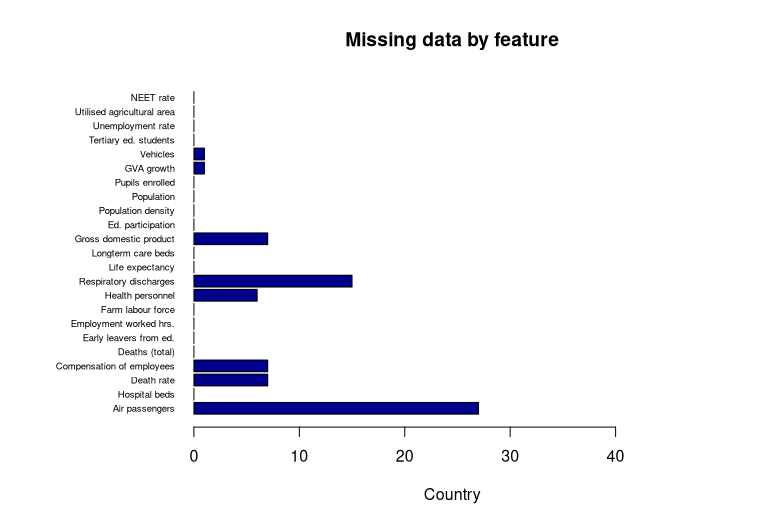 Missing data by feature
NEET rate
Utilised agricultural area
Unemployment rate
Tertiary ed. students
Vehicles
GVA growth
Pupils enrolled
Population
Population density
Ed. participation
Gross domestic product
Longterm care beds
Life expectancy
Respiratory discharges
Health personnel
Farm labour force
Employment worked hrs.
Early leavers from ed.
Deaths (total)
Compensation of employees
Death rate
Hospital beds
Air passengers
0 10 20 30 40
Country